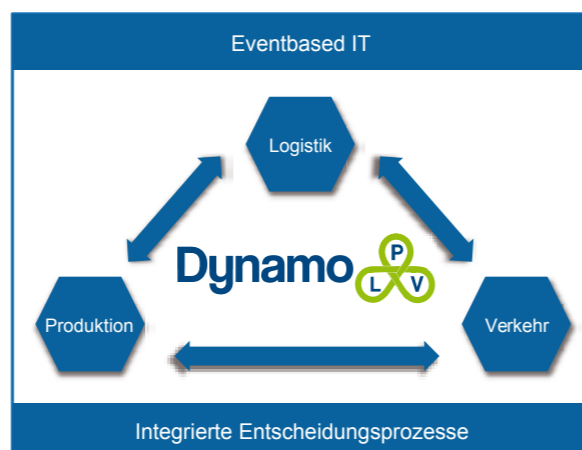 Eventbased IT
Logistik
Dynamo
P
L V
Produktion
Verkehr
Integrierte Entscheidungsprozesse